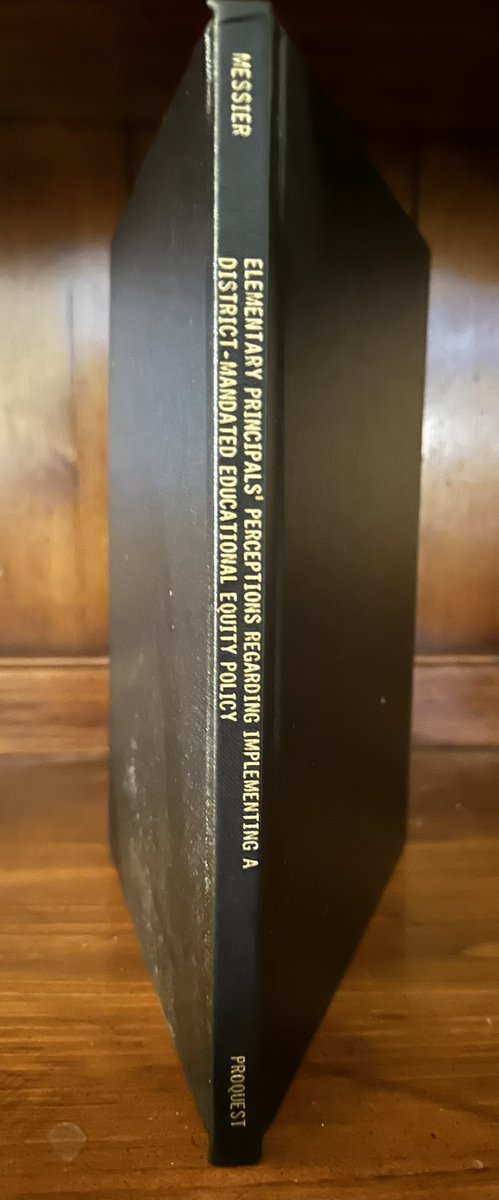 MESSIER
ELEMENTARY PRINCIPALS' PERCEPTIONS REGARDING IMPLEMENTING A
DISTRICT-MANDATED EDUCATIONAL EQUITY POLICY
PROQUEST